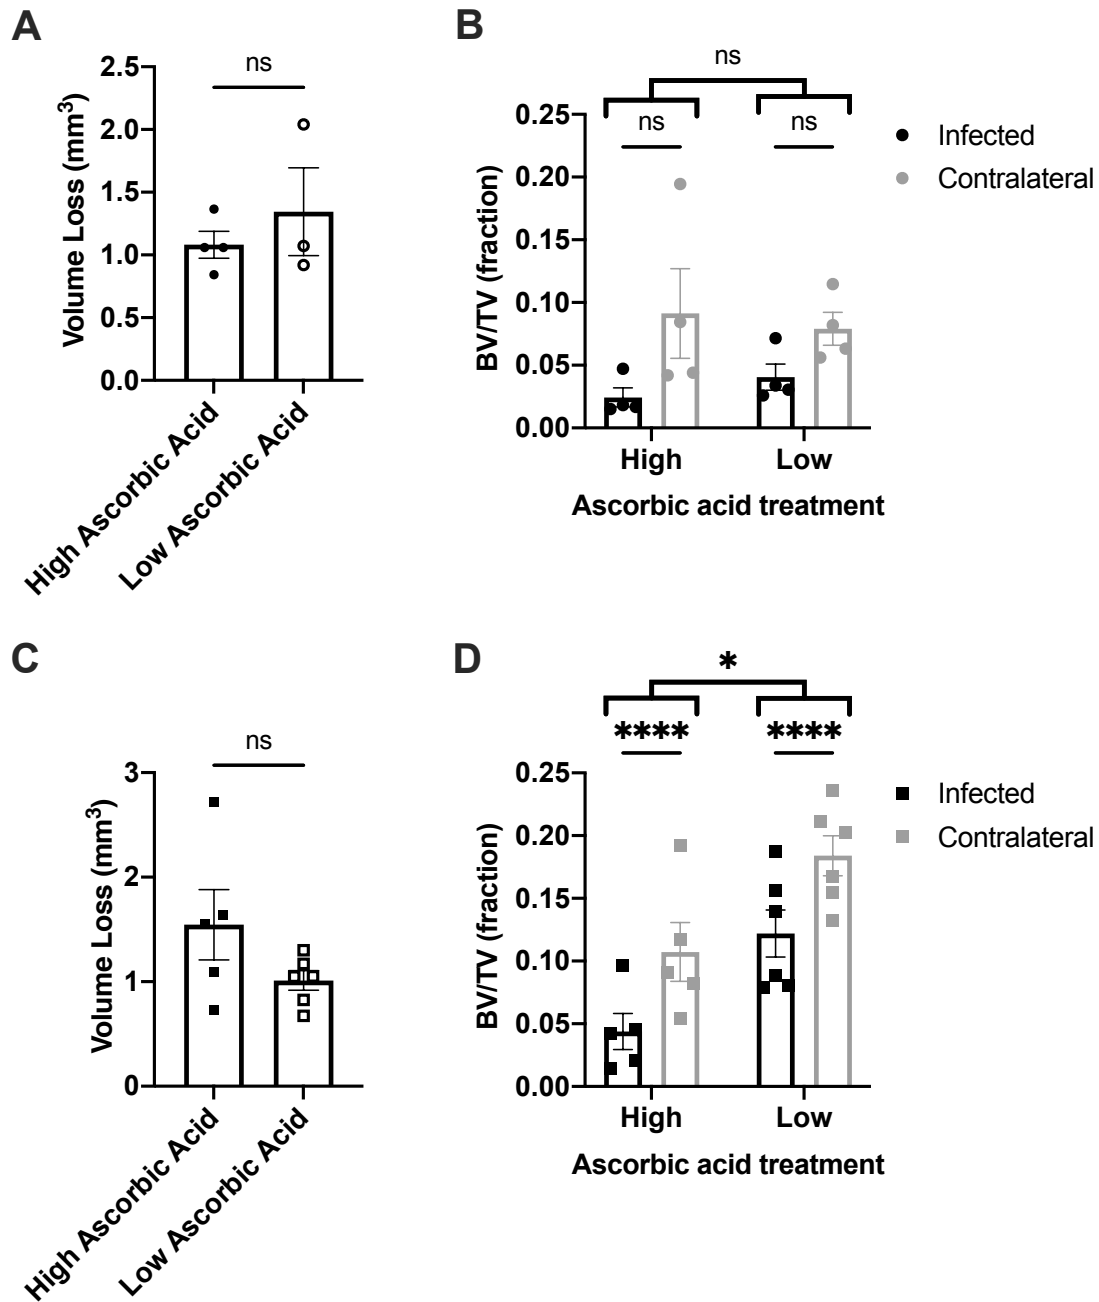 A
ns
2.5
2.0
1.5
1.0
0.5
0.0
Volume Loss (mm3)
High Ascorbic Acid
Low Ascorbic Acid
B
ns
ns
ns
0.25
0.20
0.15
0.10
0.05
0.00
BV/TV (fraction)
High
Low
Ascorbic acid treatment
Infected
Contralateral
C
ns
3
2
1
0
Volume Loss (mm3)
High Ascorbic Acid
Low Ascorbic Acid
D
*
****
****
0.25
0.20
0.15
0.10
0.05
0.00
BV/TV (fraction)
High
Low
Ascorbic acid treatment
Infected
Contralateral